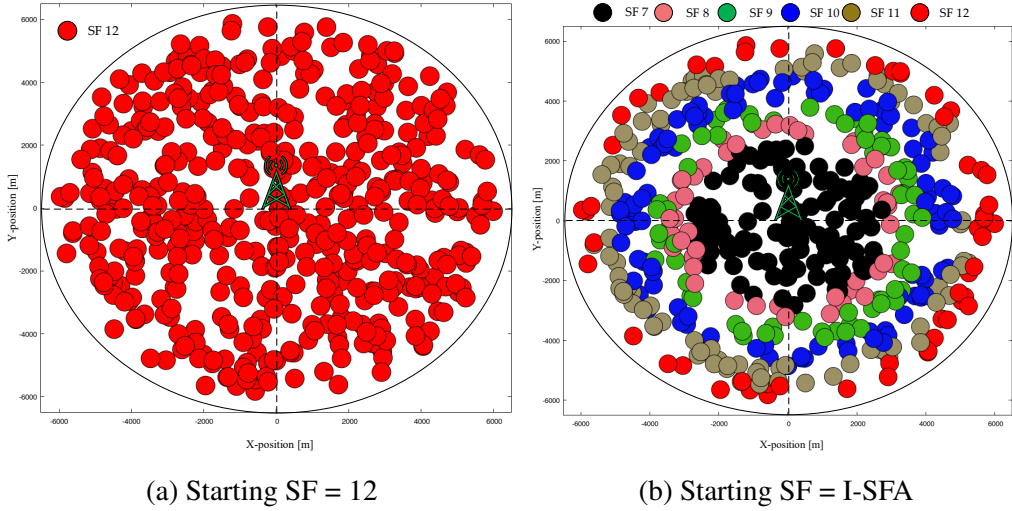 SF 12
6000
4000
2000
0
-2000
-4000
-6000
Y-position [m]
-6000 -4000 -2000 0 2000 4000 6000
X-position [m]
(a) Starting SF = 12
SF 7 SF 8 SF 9 SF 10 SF 11 SF 12
6000
4000
2000
0
-2000
-4000
-6000
Y-position [m]
-6000 -4000 -2000 0 2000 4000 6000
X-position [m]
(b) Starting SF = I-SFA